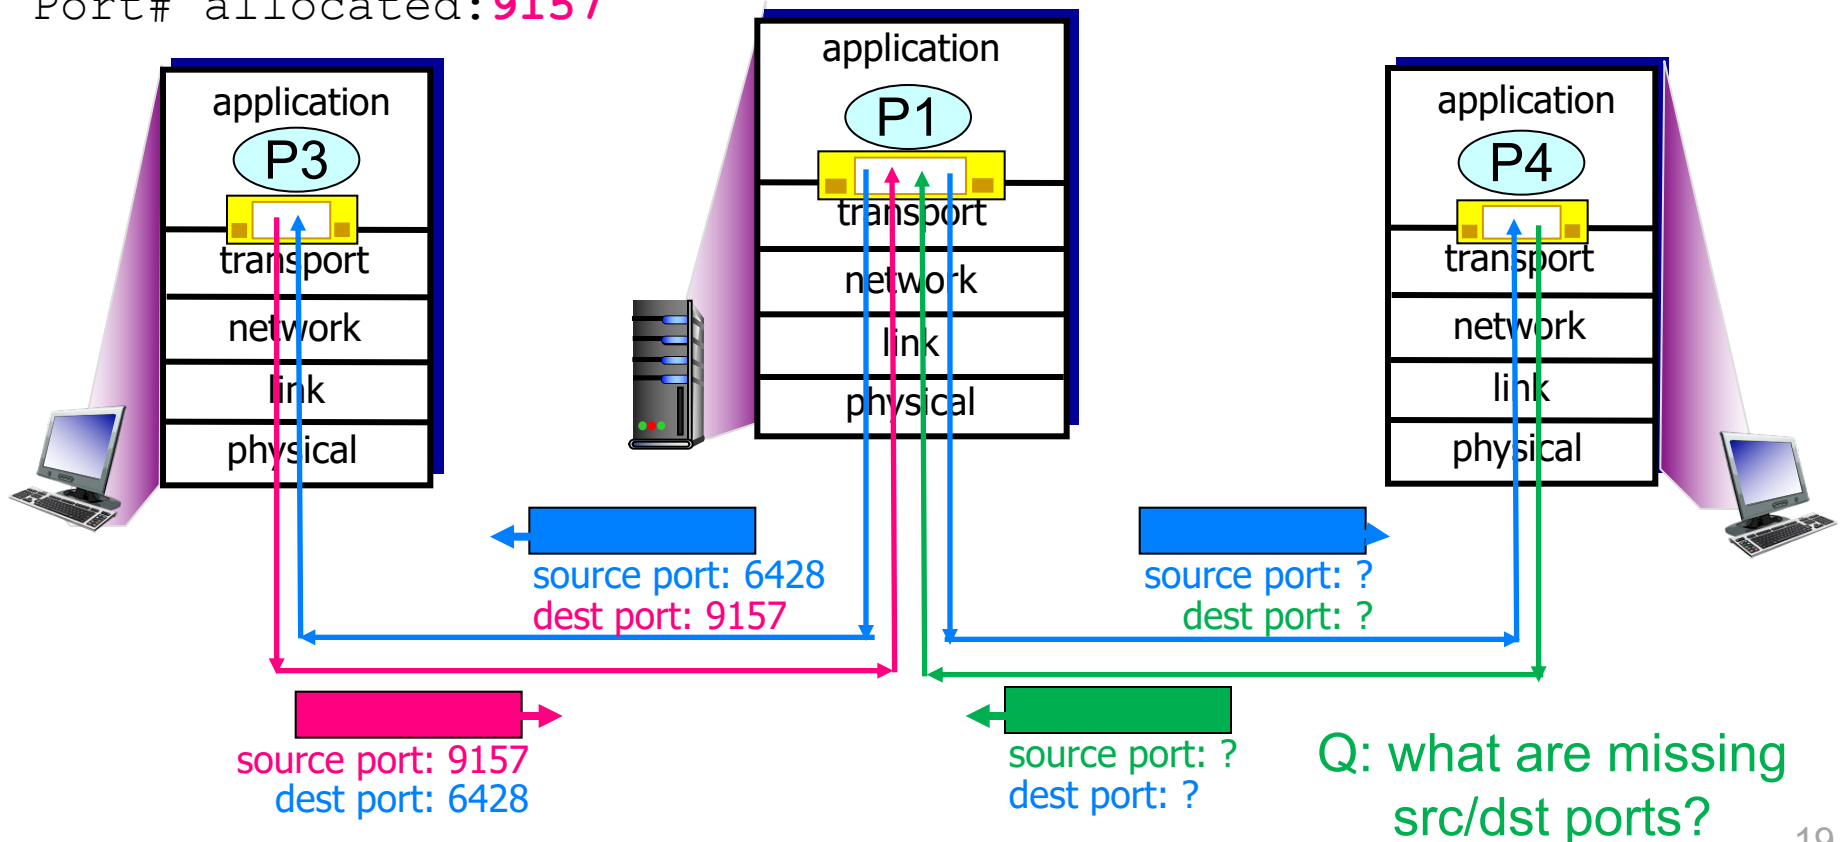 Port# allocated:9157
application
P3
transport
network
link
physical
application
P1
transport
network
link
physical
application
P4
transport
network
link
physical
source port: 6428
dest port: 9157
source port: ?
dest port: ?
source port: 9157
dest port: 6428
source port: ?
dest port: ?
Q: what are missing
src/dst ports?
19